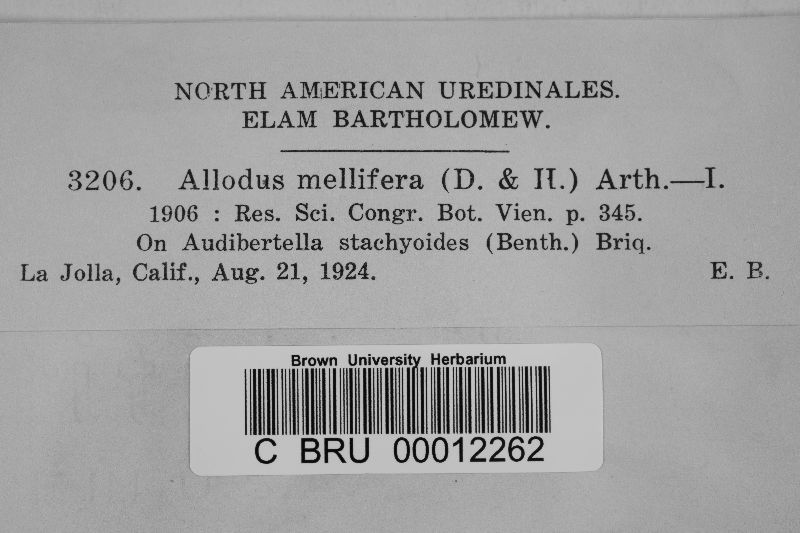 NORTH AMERICAN UREDINALES.
ELAM BARTHOLOMEW.
3206. Allodus mellifera (D. & H.) Arth.—I.
1906 : Res. Sci. Congr. Bot. Vien. p. 345.
On Audibertella stachyoides (Benth.) Briq.
La Jolla, Calif., Aug. 21, 1924. E. B.
Brown University Herbarium
C BRU 00012262